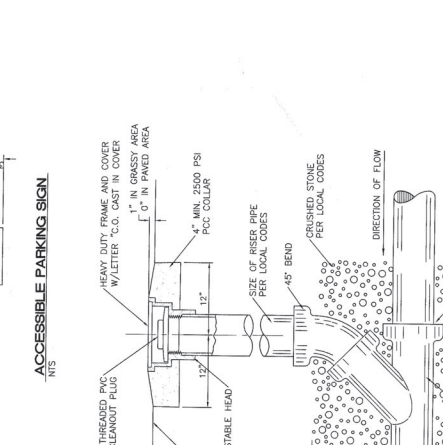 ACCESSIBLE PARKING SIGN
NTS
HEAVY DUTY FRAME AND COVER
W/LETTER "C.O. CAST IN COVER
1" IN GRASSY AREA
0" IN PAVED AREA
4" MIN. 2500 PSI
PCC COLLAR
THREADED PVC
CLEANOUT PLUG
12"
12"
SIZE OF RISER PIPE
PER LOCAL CODES
45° BEND
CRUSHED STONE
PER LOCAL CODES
DIRECTION OF FLOW
STABLE HEAD